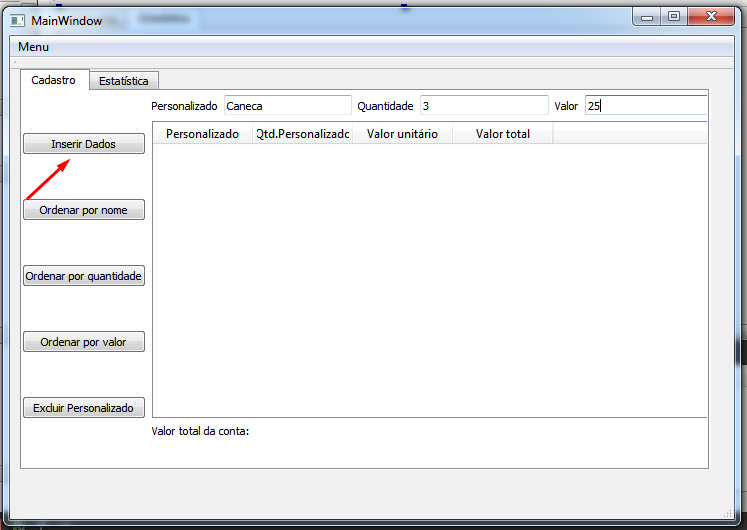 MainWindow
Menu
Cadastro Estatística
Personalizado Caneca Quantidade 3 Valor 25
Inserir Dados
Personalizado Qtd.Personalizado Valor unitário Valor total
Ordenar por nome
Ordenar por quantidade
Ordenar por valor
Excluir Personalizado
Valor total da conta: